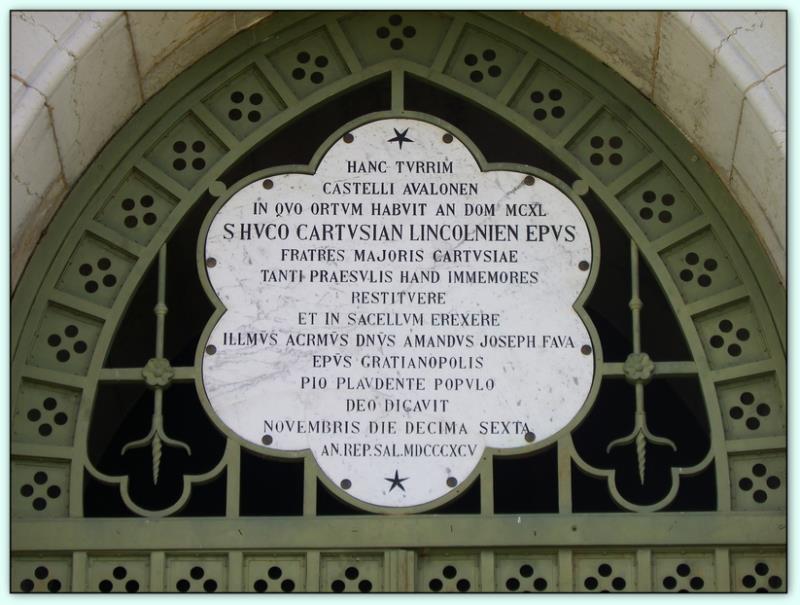 HANC TVRRIM
CASTELLI AVALONEN
IN QVO ORTVM HABVIT AN DOM MCXL
S HVCO CARTVSIAN LINCOLNIEN EPVS
FRATRES MAJORIS CARTVSIAE
TANTI PRAESVLIS HAND IMMEMORES
RESTITVERE
ET IN SACELLVM EREXERE
ILLMVS ACRMVS DNVS AMANDVS JOSEPH FAVA
EPVS GRATIANOPOLIS
PIO PLAVDENTE POPVLO
DEO DICAVIT
NOVEMBRIS DIE DECIMA SEXTA
AN. REP. SAL. MDCCCXCV